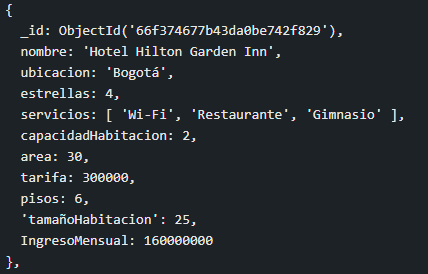 {
  _id: ObjectId('66f374677b43da0be742f829'),
  nombre: 'Hotel Hilton Garden Inn',
  ubicacion: 'Bogotá',
  estrellas: 4,
  servicios: [ 'Wi-Fi', 'Restaurante', 'Gimnasio' ],
  capacidadHabitacion: 2,
  area: 30,
  tarifa: 300000,
  pisos: 6,
  'tamañoHabitacion': 25,
  IngresoMensual: 160000000
},